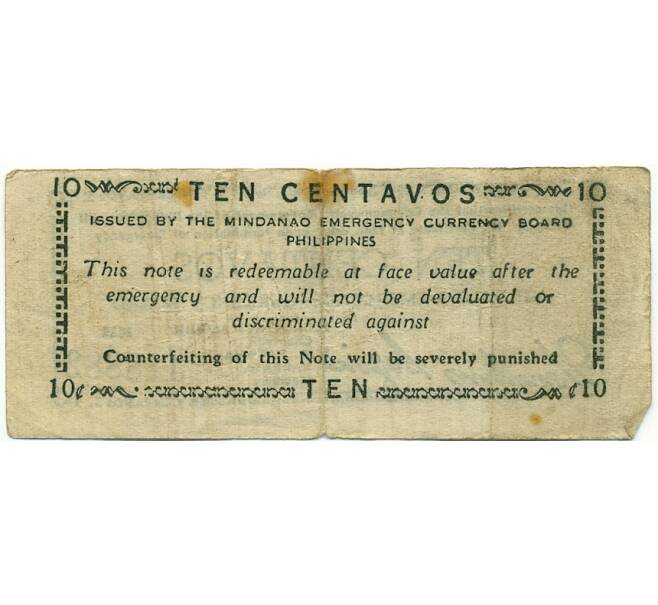 10 TEN CENTAVOS 10
ISSUED BY THE MINDANAO EMERGENCY CURRENCY BOARD
PHILIPPINES
This note is redeemable at face value after the
emergency and will not be devaluated or
discriminated against
Counterfeiting of this Note will be severely punished
10¢ TEN ¢10